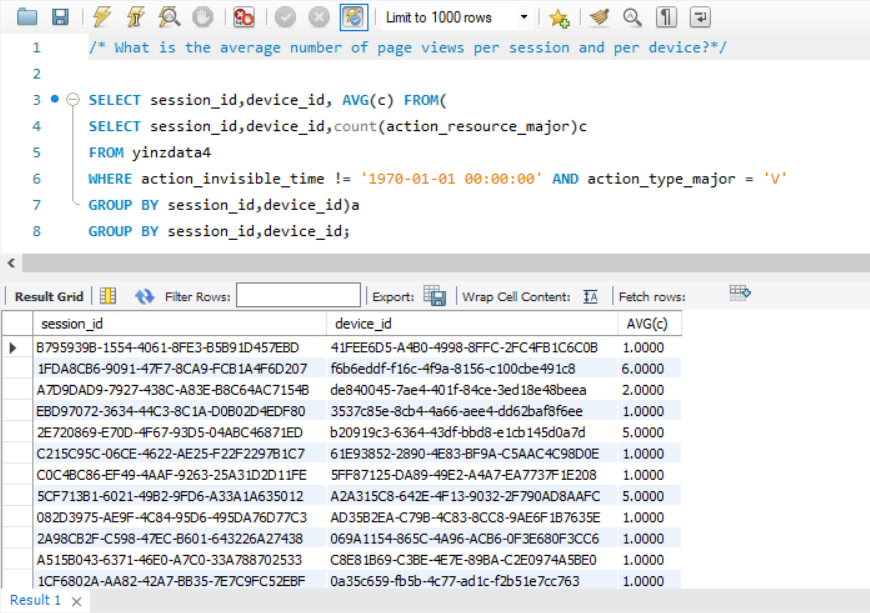 Limit to 1000 rows
1 /* What is the average number of page views per session and per device?*/
2
3 SELECT session_id,device_id, AVG(c) FROM(
4 SELECT session_id,device_id,count(action_resource_major)c
5 FROM yinzdata4
6 WHERE action_invisible_time != '1970-01-01 00:00:00' AND action_type_major = 'V'
7 GROUP BY session_id,device_id)a
8 GROUP BY session_id,device_id;
Result Grid Filter Rows: Export: Wrap Cell Content: Fetch rows:
session_id device_id AVG(c)
B795939B-1554-4061-8FE3-B5B91D457EBD 41FEE6D5-A4B0-4998-8FFC-2FC4FB1C6C0B 1.0000
1FDA8CB6-9091-47F7-8CA9-FCB1A4F6D207 f6b6eddf-f16c-4f9a-8156-c100cbe491c8 6.0000
A7D9DAD9-7927-438C-A83E-B8C64AC7154B de840045-7ae4-401f-84ce-3ed18e48beea 2.0000
EBD97072-3634-44C3-8C1A-D0B02D4EDF80 3537c85e-8cb4-4a66-aee4-dd62baf8f6ee 1.0000
2E720869-E70D-4F67-93D5-04ABC46871ED b20919c3-6364-43df-bbd8-e1cb145d0a7d 5.0000
C215C95C-06CE-4622-AE25-F22F2297B1C7 61E93852-2890-4E83-BF9A-C5AAC4C98D0E 1.0000
C0C4BC86-EF49-4AAF-9263-25A31D2D11FE 5FF87125-DA89-49E2-A4A7-EA7737F1E208 1.0000
5CF713B1-6021-49B2-9FD6-A33A1A635012 A2A315C8-642E-4F13-9032-2F790AD8AAFC 5.0000
082D3975-AE9F-4C84-95D6-495DA76D77C3 AD35B2EA-C79B-4C83-8CC8-9AE6F1B7635E 1.0000
2A98CB2F-C598-47EC-B601-643226A27438 069A1154-865C-4A96-ACB6-0F3E680F3CC6 1.0000
A515B043-6371-46E0-A7C0-33A788702533 C8E81B69-C3BE-4E7E-89BA-C2E0974A5BE0 1.0000
1CF6802A-AA82-42A7-BB35-7E7C9FC52EBF 0a35c659-fb5b-4c77-ad1c-f2b51e7cc763 1.0000
Result 1